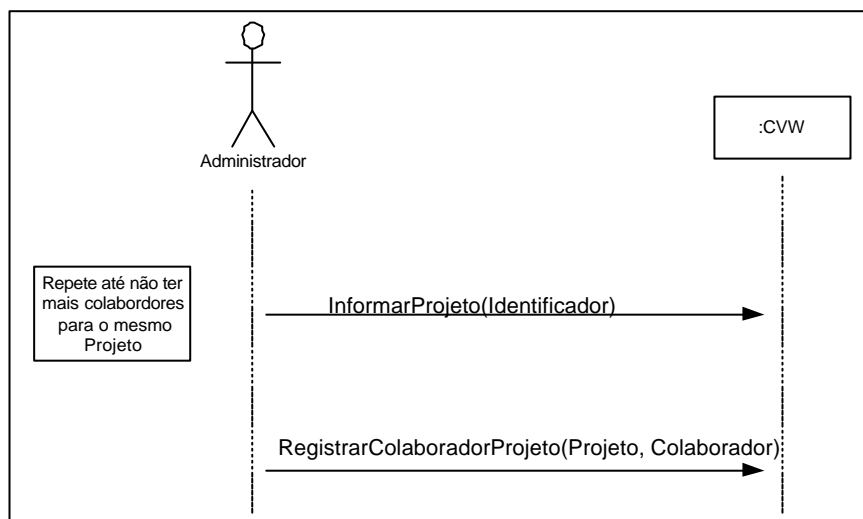 :CVW
Administrador
Repete até não ter
mais colabordores
para o mesmo
Projeto
InformarProjeto(Identificador)
RegistrarColaboradorProjeto(Projeto, Colaborador)